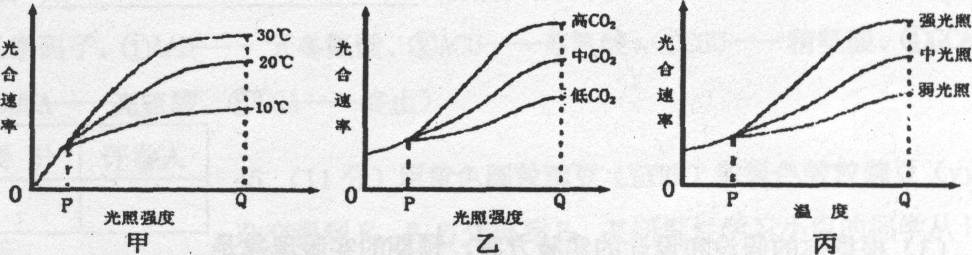 光合速率
30℃
20℃
10℃
0
P
Q
光照强度
甲
光合速率
高CO₂
中CO₂
低CO₂
0
P
Q
光照强度
乙
光合速率
强光照
中光照
弱光照
0
P
Q
温 度
丙